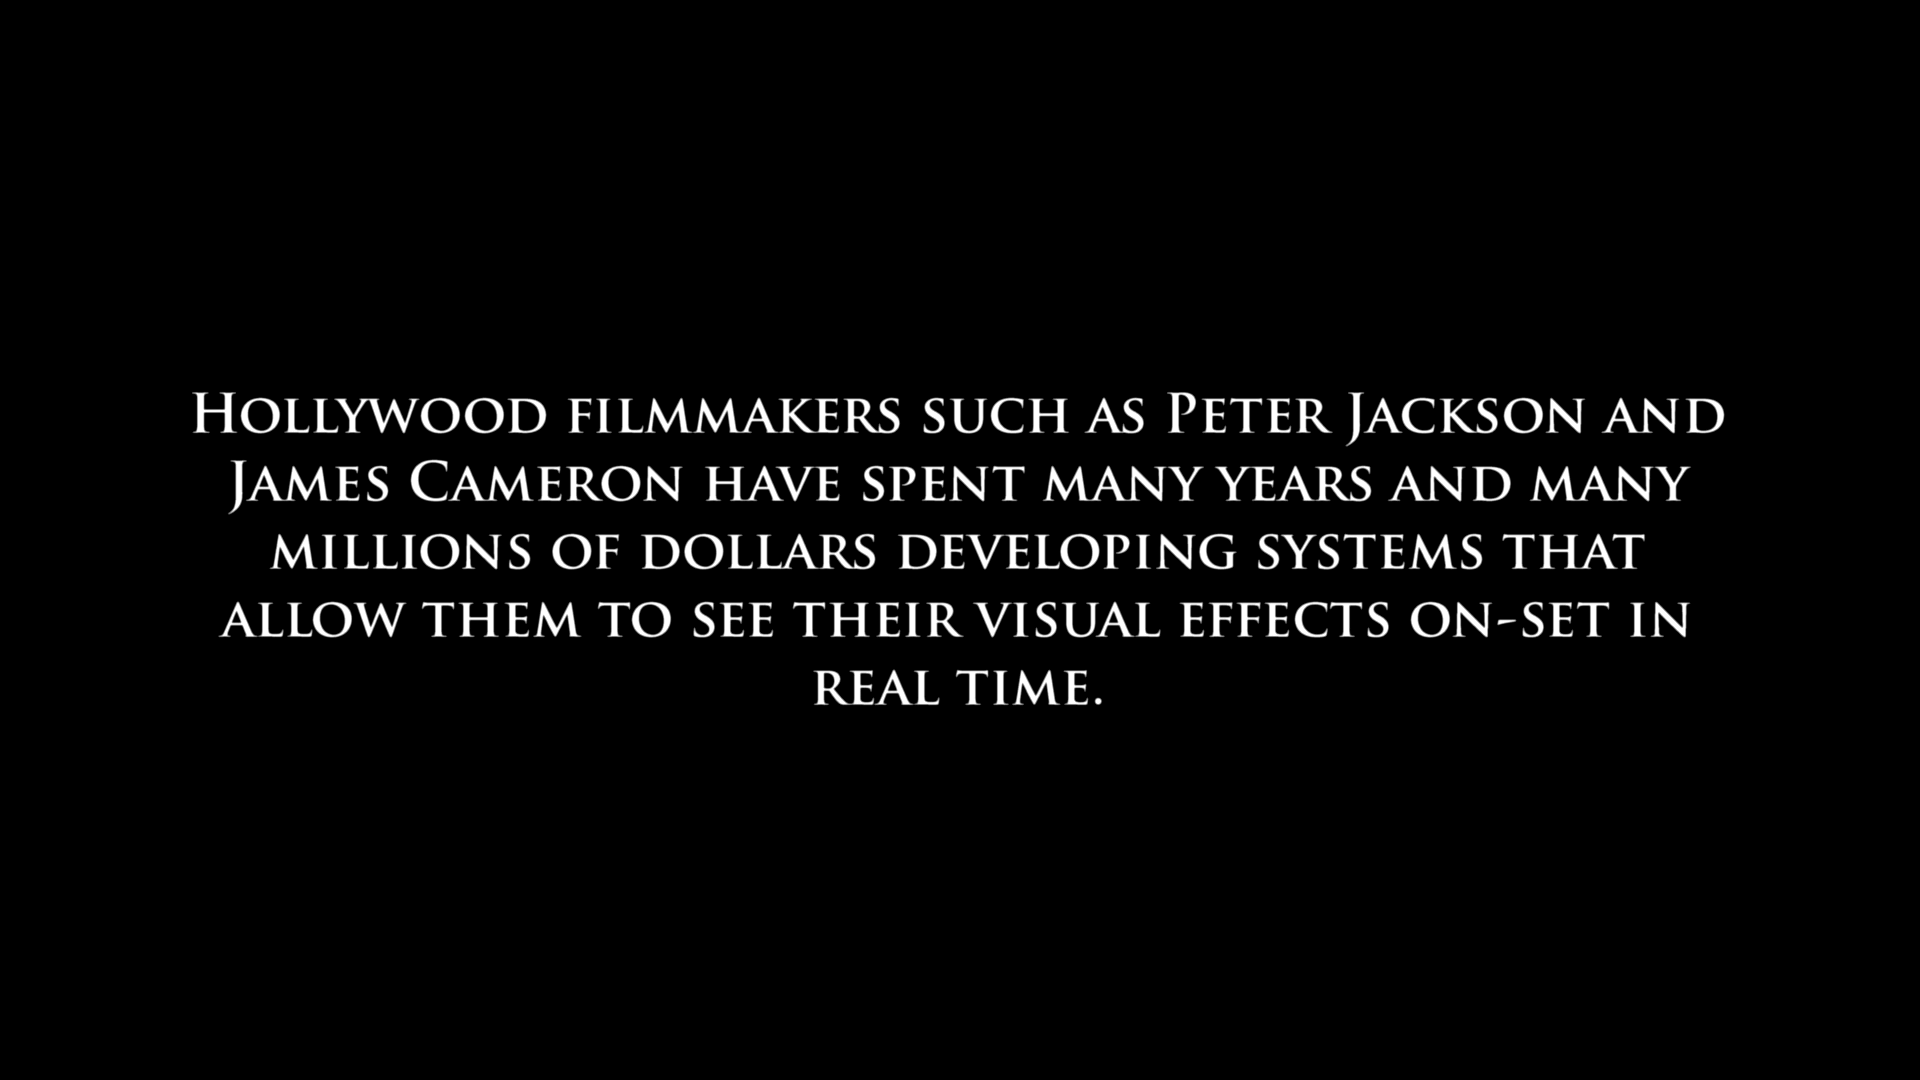 Hollywood filmmakers such as Peter Jackson and
James Cameron have spent many years and many
millions of dollars developing systems that
allow them to see their visual effects on-set in
real time.